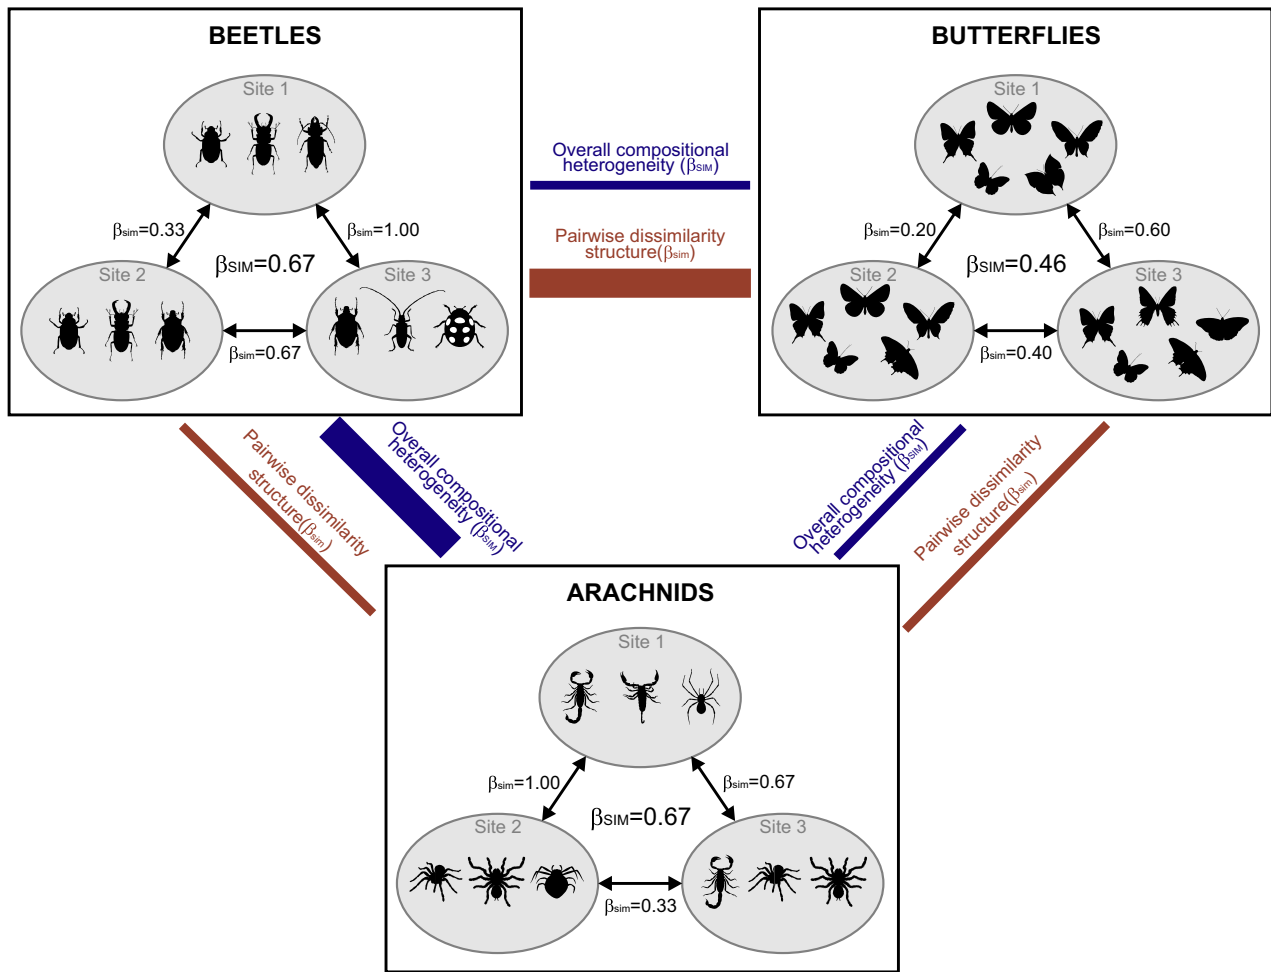 BEETLES
Site 1
βsim=0.33
βsim=1.00
βSIM=0.67
Site 2
Site 3
βsim=0.67
Overall compositional
heterogeneity (βSIM)
Pairwise dissimilarity
structure(βsim)
BUTTERFLIES
Site 1
βsim=0.20
βsim=0.60
βSIM=0.46
Site 2
Site 3
βsim=0.40
Pairwise dissimilarity
structure(βsim)
Overall compositional
heterogeneity (βSIM)
Overall compositional
heterogeneity (βSIM)
Pairwise dissimilarity
structure(βsim)
ARACHNIDS
Site 1
βsim=1.00
βsim=0.67
βSIM=0.67
Site 2
Site 3
βsim=0.33